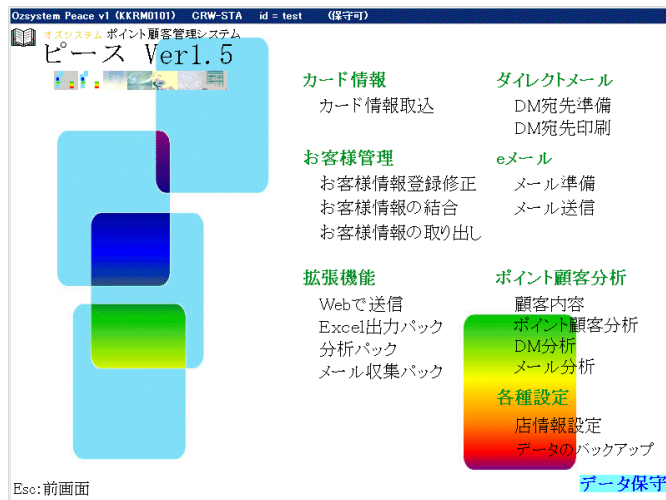 Ozsystem Peace v1 (KKRM0101) CRW-STA id = test (保守可)
オズシステム ポイント顧客管理システム
ピース Ver1.5
カード情報
カード情報取込
お客様管理
お客様情報登録修正
お客様情報の結合
お客様情報の取り出し
拡張機能
Webで送信
Excel出力パック
分析パック
メール収集パック
ダイレクトメール
DM宛先準備
DM宛先印刷
eメール
メール準備
メール送信
ポイント顧客分析
顧客内容
ポイント顧客分析
DM分析
メール分析
各種設定
店情報設定
データのバックアップ
Esc:前画面
データ保守